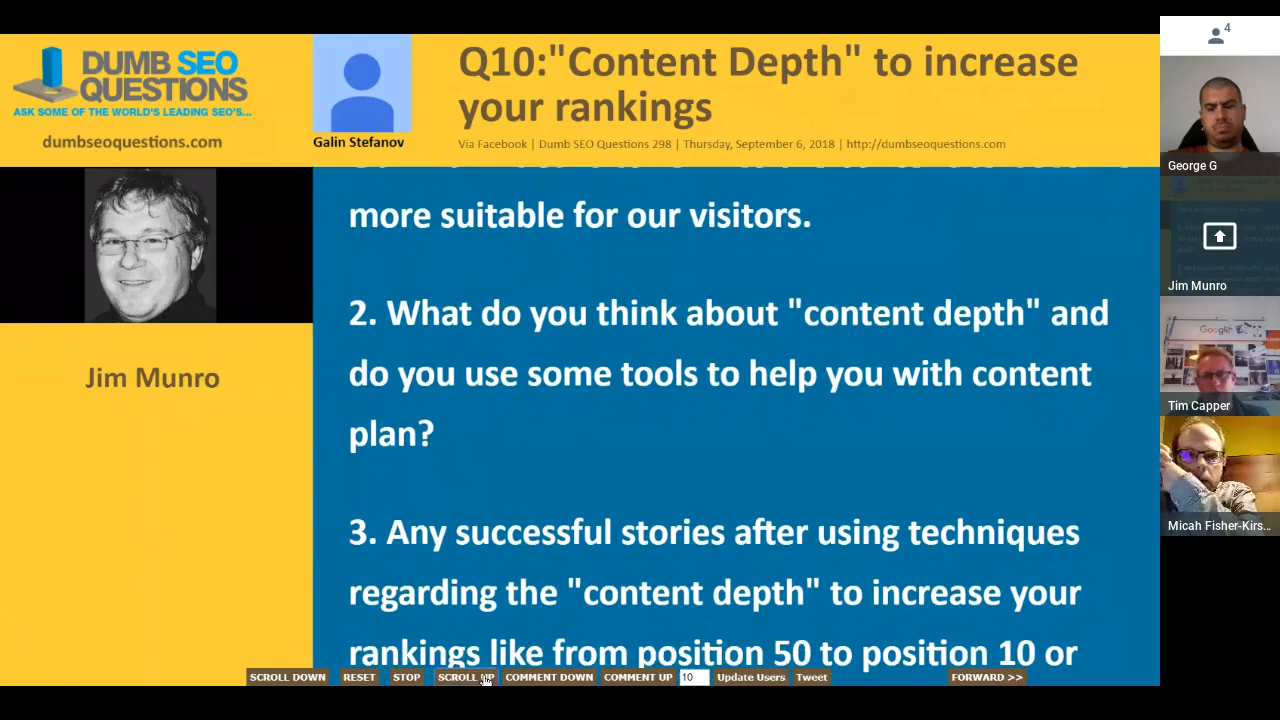 DUMB SEO
QUESTIONS
ASK SOME OF THE WORLD'S LEADING SEO'S...
dumbseoquestions.com
Galin Stefanov
Q10:"Content Depth" to increase
your rankings
Via Facebook | Dumb SEO Questions 298 | Thursday, September 6, 2018 | http://dumbseoquestions.com
Jim Munro
more suitable for our visitors.
2. What do you think about "content depth" and
do you use some tools to help you with content
plan?
3. Any successful stories after using techniques
regarding the "content depth" to increase your
rankings like from position 50 to position 10 or
SCROLL DOWN RESET STOP SCROLL UP COMMENT DOWN COMMENT UP 10 Update Users Tweet FORWARD >>
4
George G
Jim Munro
Google
Tim Capper
Micah Fisher-Kirs...